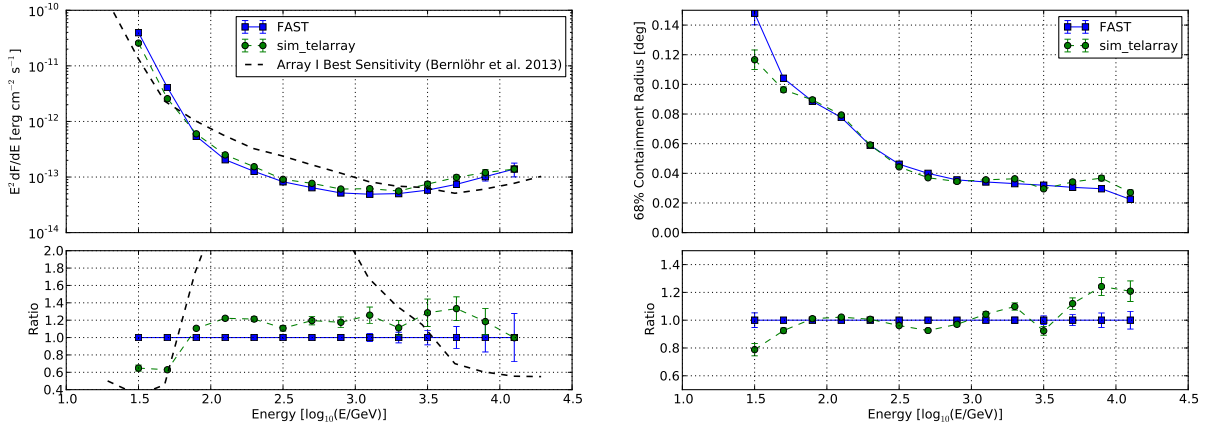 10⁻¹⁰
10⁻¹¹
10⁻¹²
10⁻¹³
10⁻¹⁴
E² dF/dE [erg cm⁻² s⁻¹]
FAST
sim_telarray
Array I Best Sensitivity (Bernlöhr et al. 2013)
2.0
1.8
1.6
1.4
1.2
1.0
0.8
0.6
0.4
Ratio
1.0 1.5 2.0 2.5 3.0 3.5 4.0 4.5
Energy [log₁₀(E/GeV)]
0.14
0.12
0.10
0.08
0.06
0.04
0.02
0.00
68% Containment Radius [deg]
FAST
sim_telarray
1.4
1.2
1.0
0.8
0.6
Ratio
1.0 1.5 2.0 2.5 3.0 3.5 4.0 4.5
Energy [log₁₀(E/GeV)]